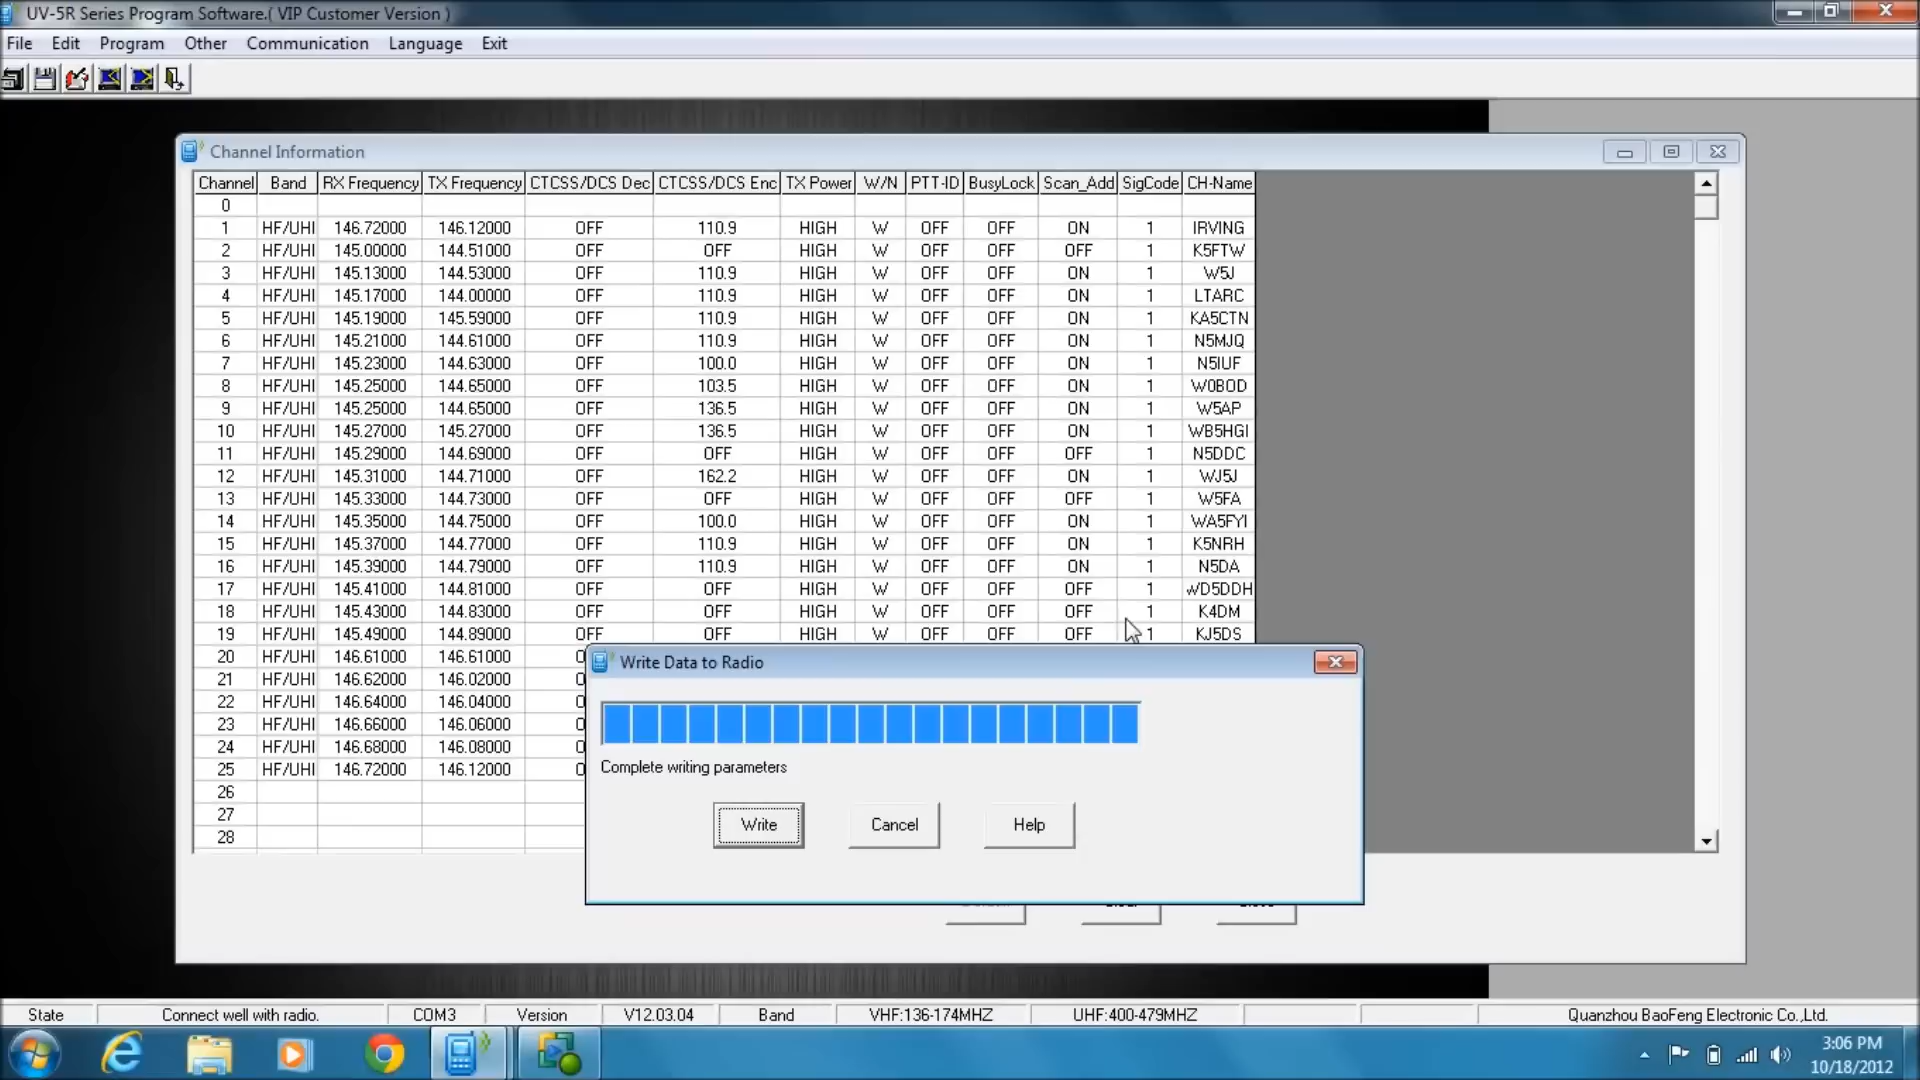 UV-5R Series Program Software.( VIP Customer Version )
File Edit Program Other Communication Language Exit
Channel Information
Channel Band RX Frequency TX Frequency CTCSS/DCS Dec CTCSS/DCS Enc TX Power W/N PTT-ID BusyLock Scan_Add SigCode CH-Name
0
1 HF/UHI 146.72000 146.12000 OFF 110.9 HIGH W OFF OFF ON 1 IRVING
2 HF/UHI 145.00000 144.51000 OFF OFF HIGH W OFF OFF OFF 1 K5FTW
3 HF/UHI 145.13000 144.53000 OFF 110.9 HIGH W OFF OFF ON 1 W5J
4 HF/UHI 145.17000 144.00000 OFF 110.9 HIGH W OFF OFF ON 1 LTARC
5 HF/UHI 145.19000 145.59000 OFF 110.9 HIGH W OFF OFF ON 1 KA5CTN
6 HF/UHI 145.21000 144.61000 OFF 110.9 HIGH W OFF OFF ON 1 N5MJQ
7 HF/UHI 145.23000 144.63000 OFF 100.0 HIGH W OFF OFF ON 1 N5IUF
8 HF/UHI 145.25000 144.65000 OFF 103.5 HIGH W OFF OFF ON 1 W0BOD
9 HF/UHI 145.25000 144.65000 OFF 136.5 HIGH W OFF OFF ON 1 W5AP
10 HF/UHI 145.27000 145.27000 OFF 136.5 HIGH W OFF OFF ON 1 WB5HGI
11 HF/UHI 145.29000 144.69000 OFF OFF HIGH W OFF OFF OFF 1 N5DDC
12 HF/UHI 145.31000 144.71000 OFF 162.2 HIGH W OFF OFF ON 1 WJ5J
13 HF/UHI 145.33000 144.73000 OFF OFF HIGH W OFF OFF OFF 1 W5FA
14 HF/UHI 145.35000 144.75000 OFF 100.0 HIGH W OFF OFF ON 1 WA5FYI
15 HF/UHI 145.37000 144.77000 OFF 110.9 HIGH W OFF OFF ON 1 K5NRH
16 HF/UHI 145.39000 144.79000 OFF 110.9 HIGH W OFF OFF ON 1 N5DA
17 HF/UHI 145.41000 144.81000 OFF OFF HIGH W OFF OFF OFF 1 WD5DDH
18 HF/UHI 145.43000 144.83000 OFF OFF HIGH W OFF OFF OFF 1 K4DM
19 HF/UHI 145.49000 144.89000 OFF OFF HIGH W OFF OFF OFF 1 KJ5DS
20 HF/UHI 146.61000 146.61000
21 HF/UHI 146.62000 146.02000
22 HF/UHI 146.64000 146.04000
23 HF/UHI 146.66000 146.06000
24 HF/UHI 146.68000 146.08000
25 HF/UHI 146.72000 146.12000
26
27
28
Write Data to Radio
Complete writing parameters
Write Cancel Help
State Connect well with radio. COM3 Version V12.03.04 Band VHF:136-174MHZ UHF:400-479MHZ Quanzhou BaoFeng Electronic Co.,Ltd.
3:06 PM
10/18/2012